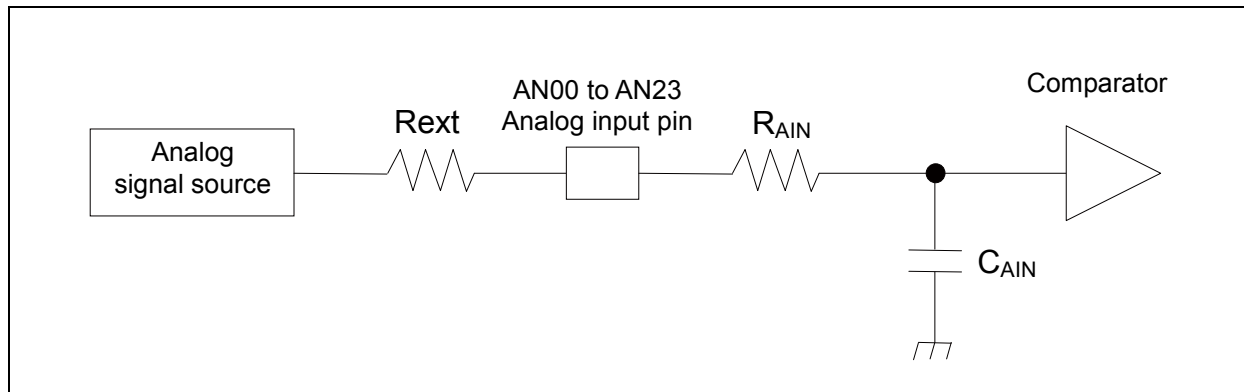 AN00 to AN23
Analog input pin
Comparator
Rext
RAIN
Analog
signal source
CAIN